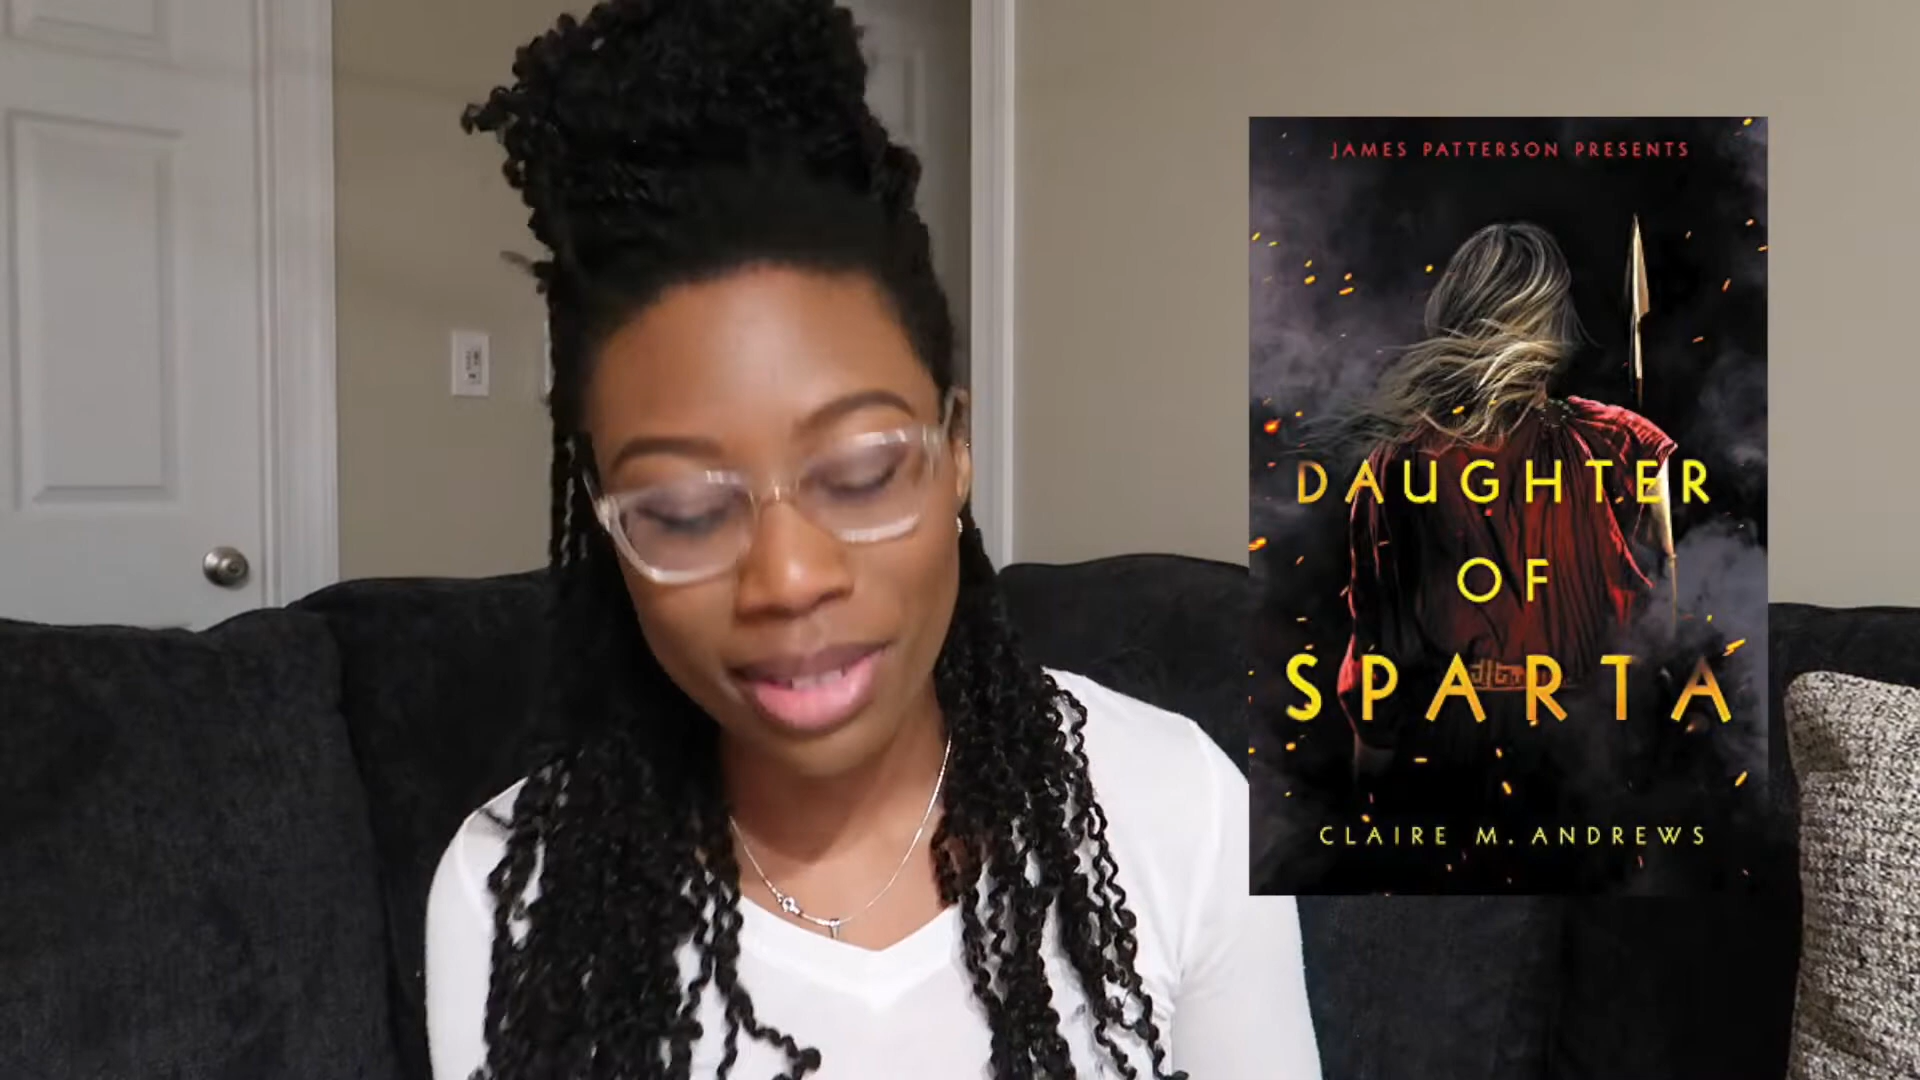 JAMES PATTERSON PRESENTS
DAUGHTER
OF
SPARTA
CLAIRE M. ANDREWS